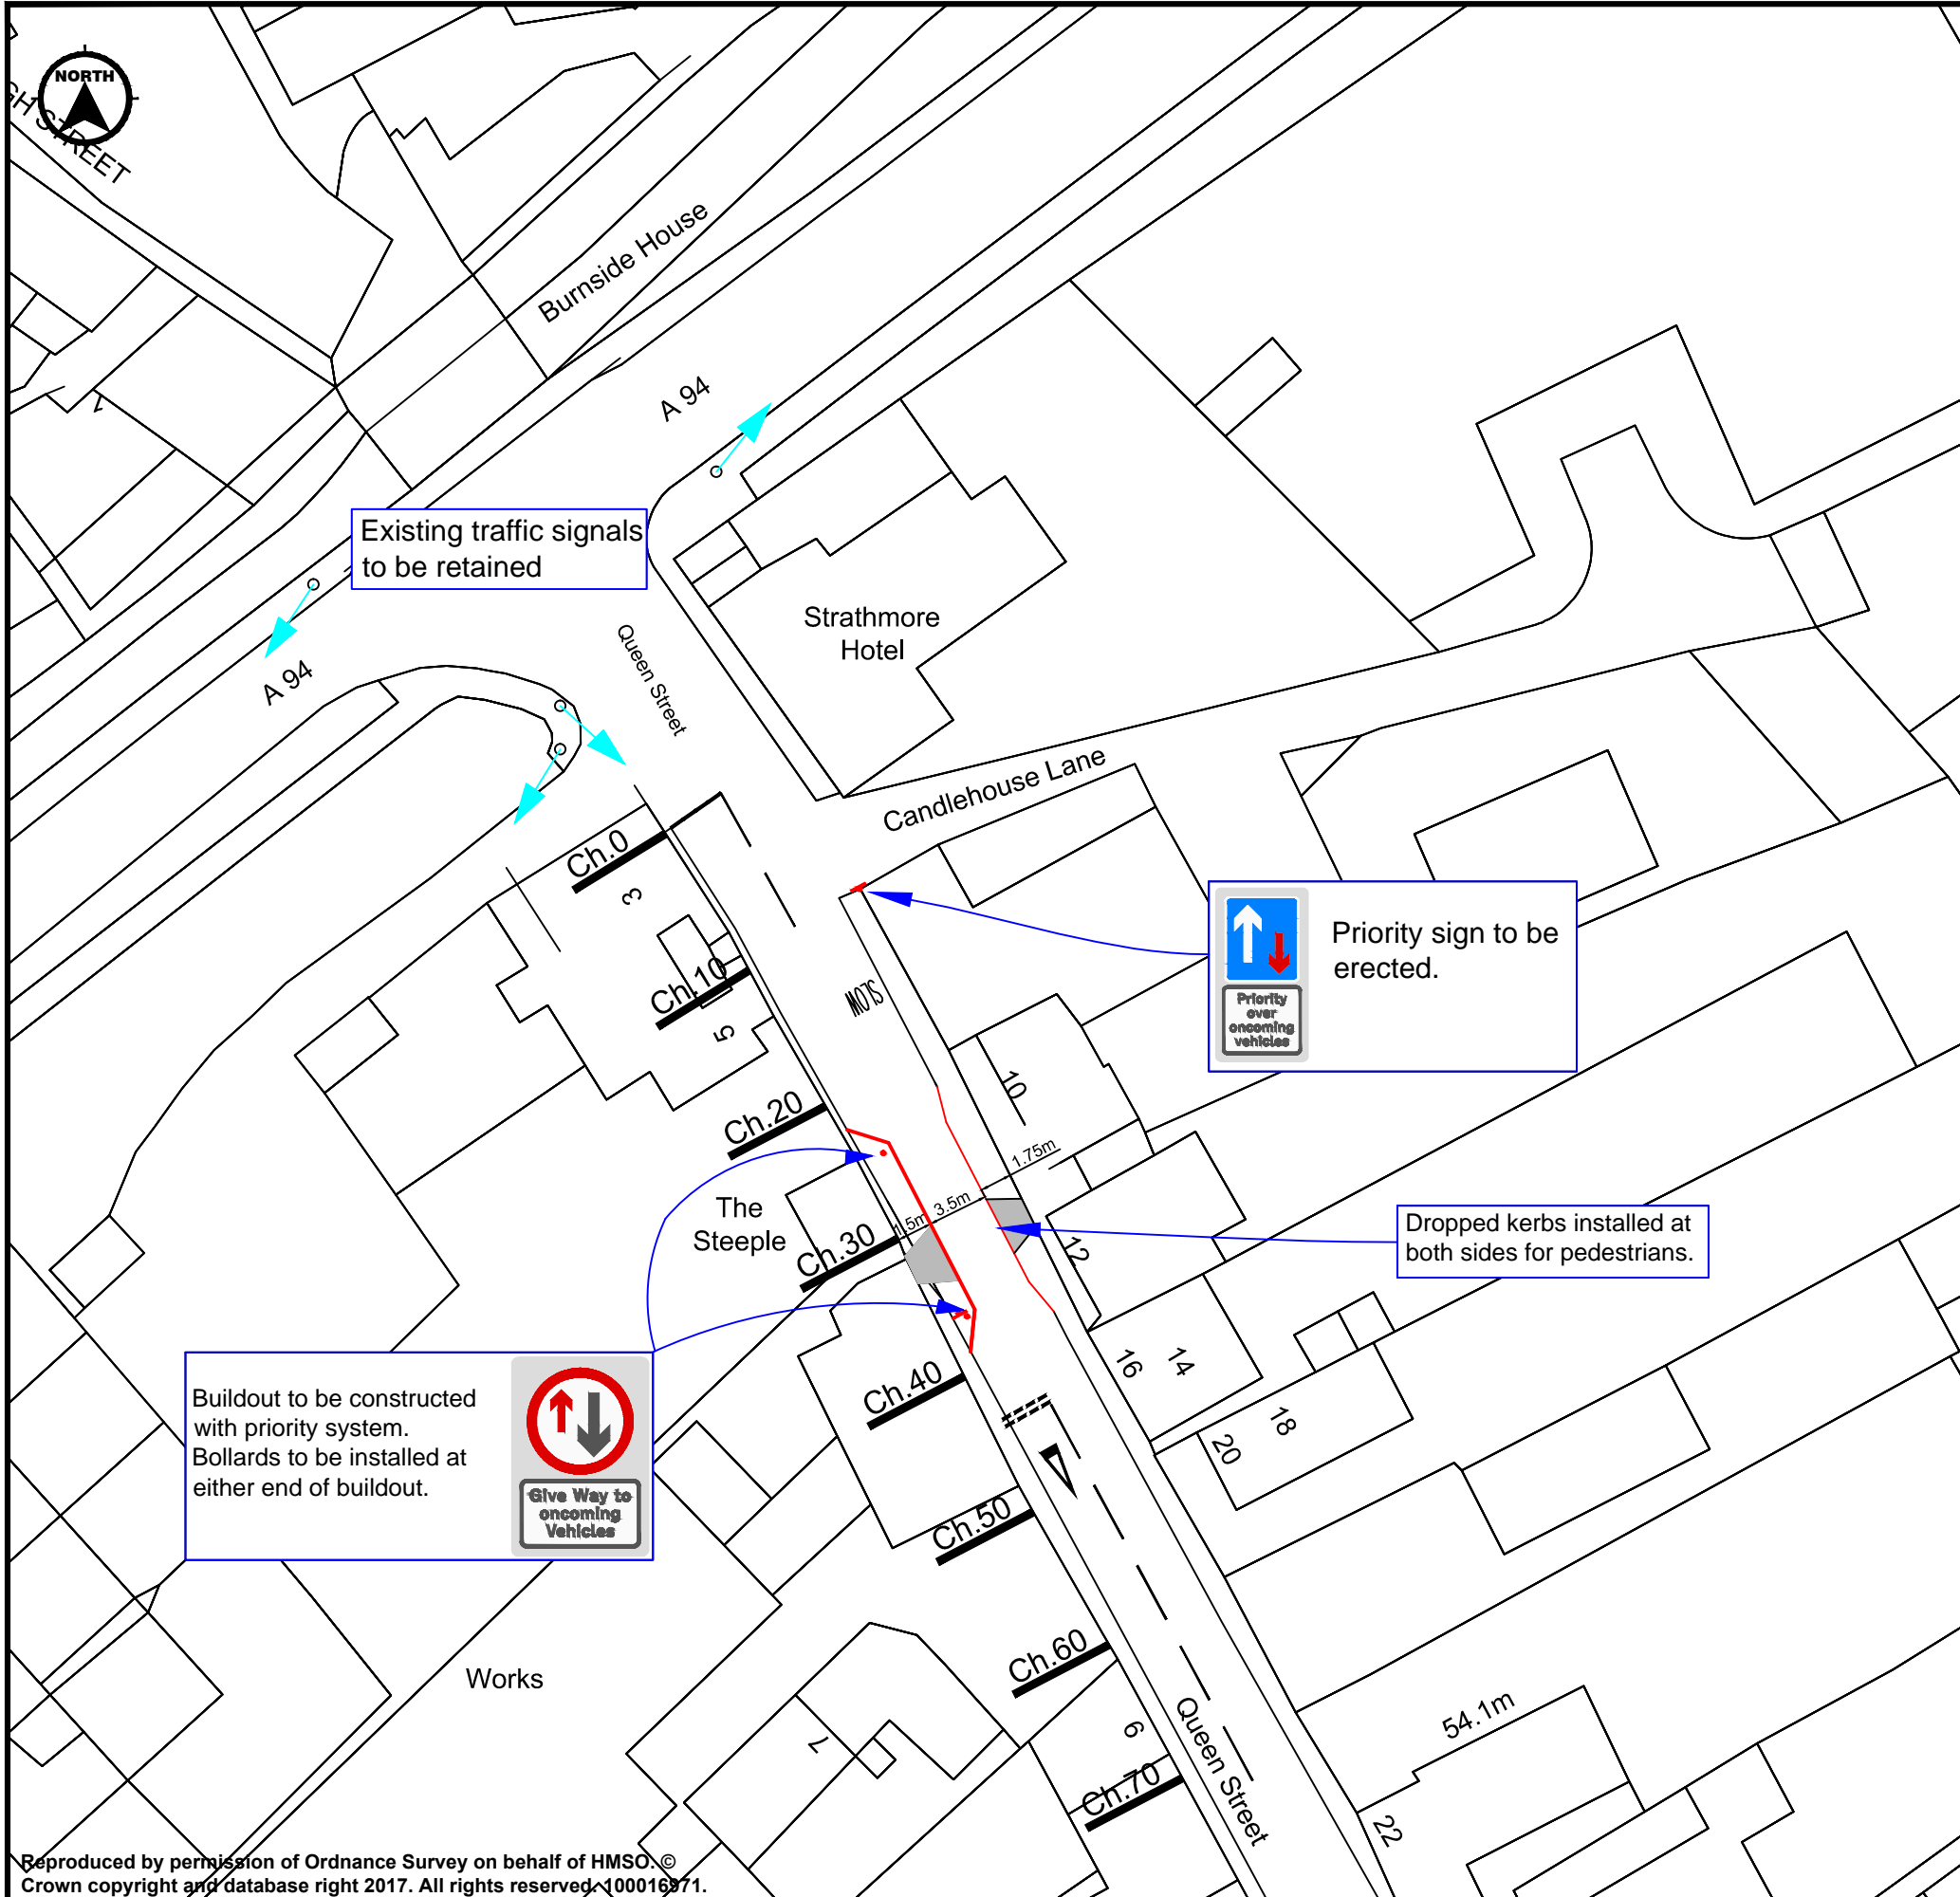 NORTH
GH STREET
Burnside House
A 94
Existing traffic signals
to be retained
Strathmore
Hotel
Queen Street
A 94
Candlehouse Lane
Ch.0
3
Priority sign to be
erected.
Priority
over
oncoming
vehicles
Ch.10
SLOW
5
10
Ch.20
1.75m
The
Steeple
1.5m
3.5m
Ch.30
12
Dropped kerbs installed at
both sides for pedestrians.
Ch.40
16
14
18
20
Buildout to be constructed
with priority system.
Bollards to be installed at
either end of buildout.
Give Way to
oncoming
Vehicles
Ch.50
Ch.60
Works
7
6
Queen Street
54.1m
Ch.70
22
Reproduced by permission of Ordnance Survey on behalf of HMSO. ©
Crown copyright and database right 2017. All rights reserved. 100016971.